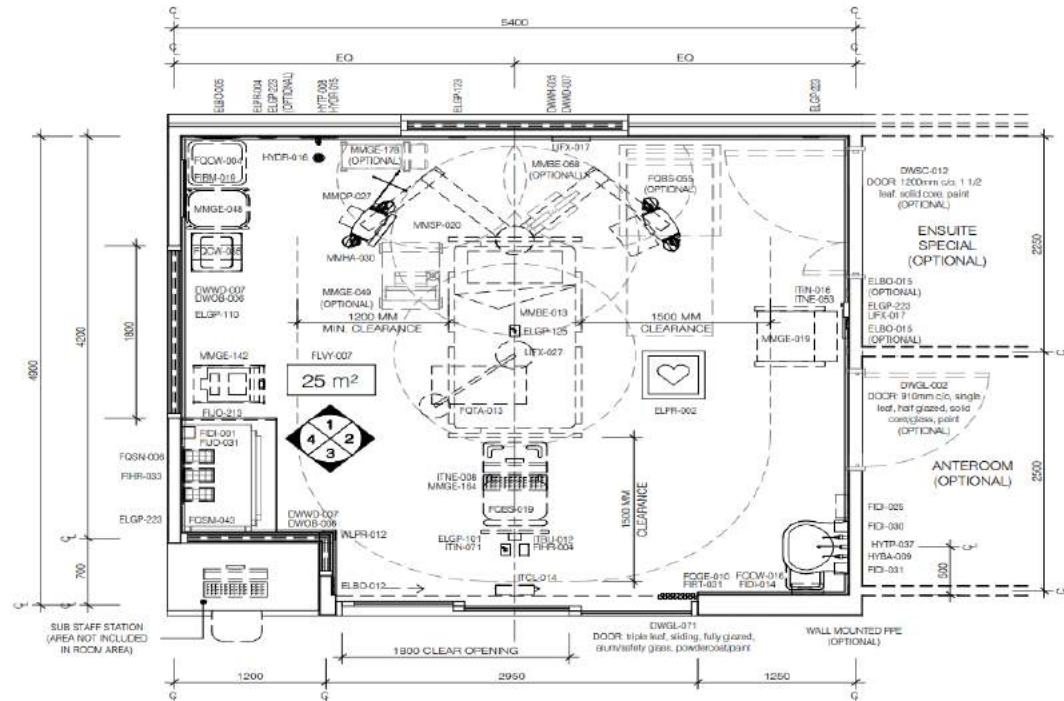 5400
EQ
EQ
ELBO-005
ELPR-004
ELGP-223
(OPTIONAL)
HYTP-008
HYDR-015
ELGP-123
DWWH-005
DWWD-007
ELGP-223
FQCW-004
FIRM-019
HYDR-016
MMGE-178
(OPTIONAL)
UFX-017
MMBE-068
(OPTIONAL)
FQBS-055
(OPTIONAL)
DWSC-012
DOOR: 1200mm c/o, 1 1/2
leaf, solid core, paint
(OPTIONAL)
ENSUITE
SPECIAL
(OPTIONAL)
MMGE-048
MMOP-027
MMSP-020
MMHA-030
DWWD-007
DWOB-006
ELGP-110
MMGE-049
(OPTIONAL)
MMBE-013
1200 MM
MIN. CLEARANCE
1500 MM
CLEARANCE
ELGP-125
UFX-027
ITIN-016
ITNE-053
MMGE-019
ELBO-015
(OPTIONAL)
ELGP-223
UFX-017
ELBO-015
(OPTIONAL)
2250
4900
4200
1800
MMGE-142
FLVY-007
25 m²
FIJO-213
FQTA-013
ELPR-002
DWGL-002
DOOR: 910mm c/o, single
leaf, half glazed, solid
core/glass, paint
(OPTIONAL)
1
4
2
3
FIDI-001
FIJO-031
FQSN-006
FIHR-033
ELGP-223
FQSM-043
ITNE-008
MMGE-164
FQES-019
1500 MM
CLEARANCE
ANTEROOM
(OPTIONAL)
2500
DWWD-007
DWOB-006
WLPR-012
ELGP-101
ITIN-071
ITBU-012
FIHR-004
FIDI-025
FIDI-030
HYTP-037
HYBA-009
FIDI-031
500
700
ELBO-012
ITCL-014
FQGE-010
FIRT-031
FQCW-016
FIDI-014
SUB STAFF STATION
(AREA NOT INCLUDED
IN ROOM AREA)
DWGL-071
DOOR: triple leaf, sliding, fully glazed,
alum/safety glass, powdercoat/paint
WALL MOUNTED PPE
(OPTIONAL)
1800 CLEAR OPENING
1200
2950
1250